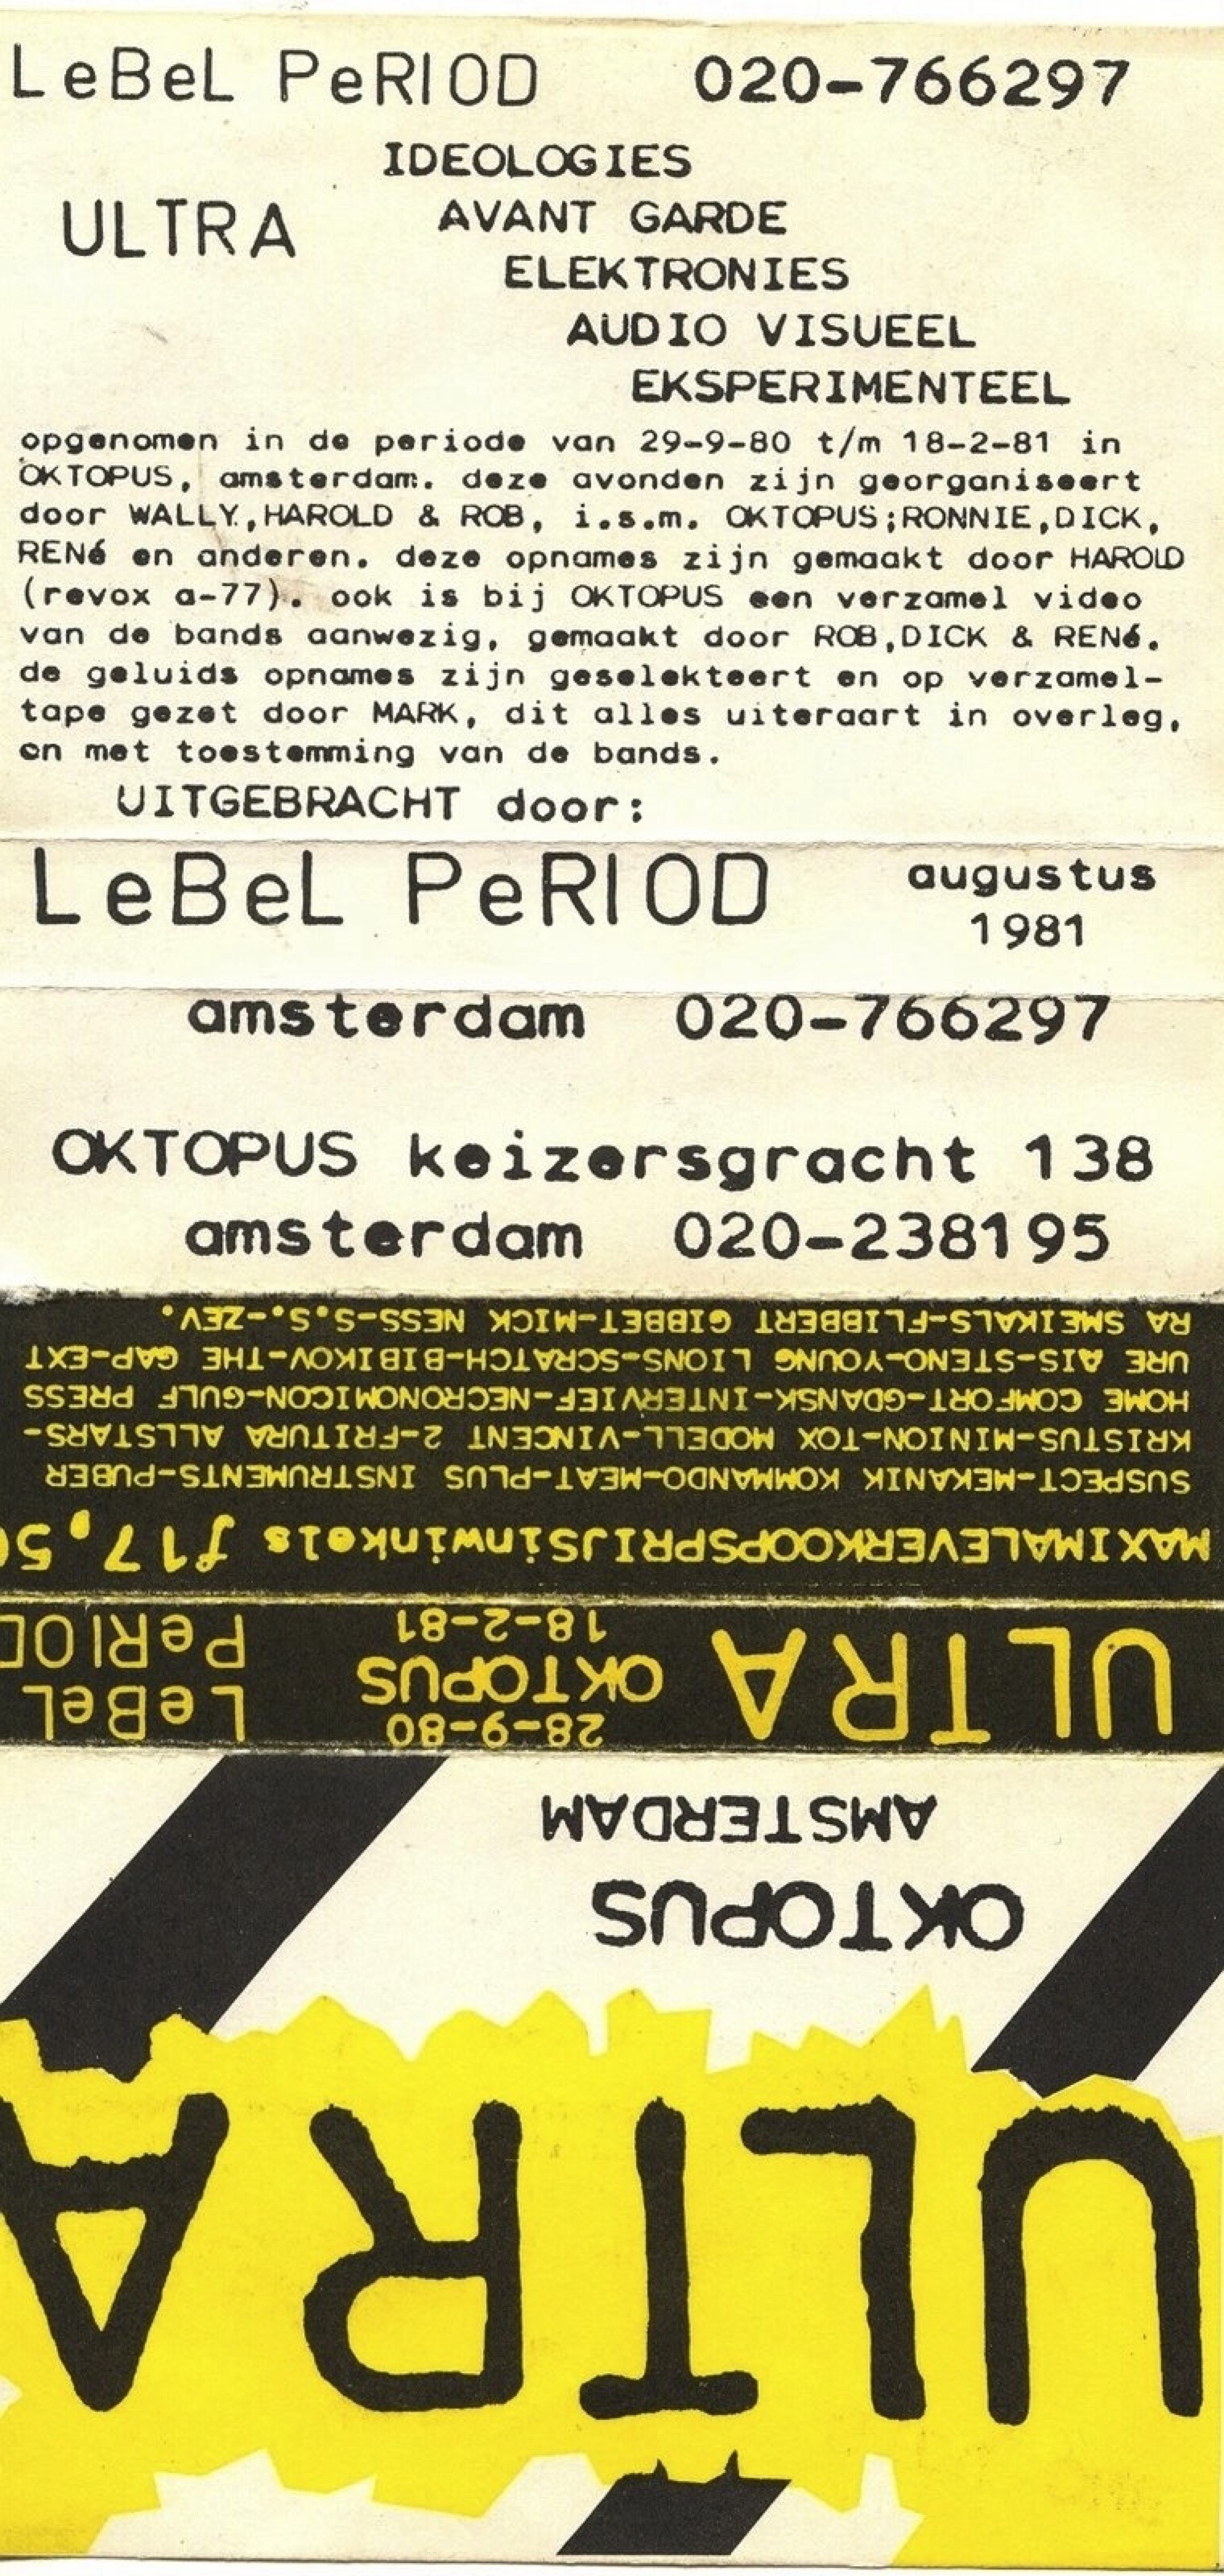 LeBeL PeRIOD 020-766297
IDEOLOGIES
ULTRA AVANT GARDE
ELEKTRONIES
AUDIO VISUEEL
EKSPERIMENTEEL
opgenomen in de periode van 29-9-80 t/m 18-2-81 in
OKTOPUS, amsterdam. deze avonden zijn georganiseert
door WALLY,HAROLD & ROB, i.s.m. OKTOPUS;RONNIE,DICK,
RENé en anderen. deze opnames zijn gemaakt door HAROLD
(revox a-77). ook is bij OKTOPUS een verzamel video
van de bands aanwezig, gemaakt door ROB,DICK & RENé.
de geluids opnames zijn geselekteert en op verzamel-
tape gezet door MARK, dit alles uiteraart in overleg,
en met toestemming van de bands.
UITGEBRACHT door:
LeBeL PeRIOD augustus
1981
amsterdam 020-766297
OKTOPUS keizersgracht 138
amsterdam 020-238195
ULTRA
OKTOPUS
AMSTERDAM
ULTRA
28-9-80
OKTOPUS
18-2-81
LeBeL
PeRIOD
MAXIMALEVERKOOPSPRIJSinwinkels f17,50
SUSPECT-MEKANIK KOMMANDO-MEAT-PLUS INSTRUMENTS-PUBER
KRISTUS-MINION-TOX MODELL-VINCENT 2-FRITURA ALLSTARS-
HOME COMFORT-GDANSK-INTERVIEF-NECRONOMICON-GULF PRESS
URE AIS-STENO-YOUNG LIONS-SCRATCH-BIBIKOV-THE GAP-EXT
RA SMEIKALS-FLIBBERT GIBBET-MICK NESS-S.S.-ZEV.